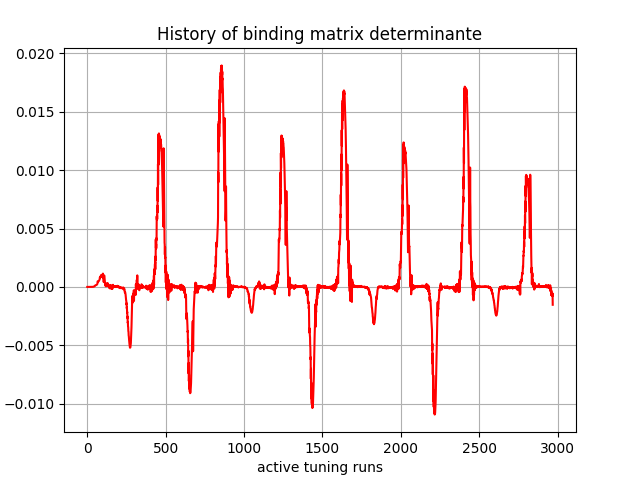 History of binding matrix determinante
0.020
0.015
0.010
0.005
0.000
−0.005
−0.010
0 500 1000 1500 2000 2500 3000
active tuning runs